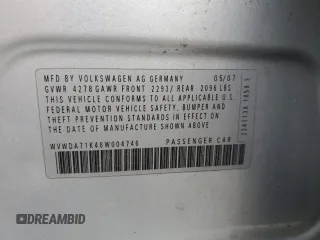 MFD BY VOLKSWAGEN AG GERMANY 05/07
GVWR 4278 GAWR FRONT 2293/ REAR 2096 LBS
THIS VEHICLE CONFORMS TO ALL APPLICABLE U.S.
FEDERAL MOTOR VEHICLE SAFETY, BUMPER AND
THEFT PREVENTION STANDARDS IN EFFECT ON THE
DATE OF MANUFACTURE SHOWN ABOVE
WVWDA71K48W004746 PASSENGER CAR
DREAMBID